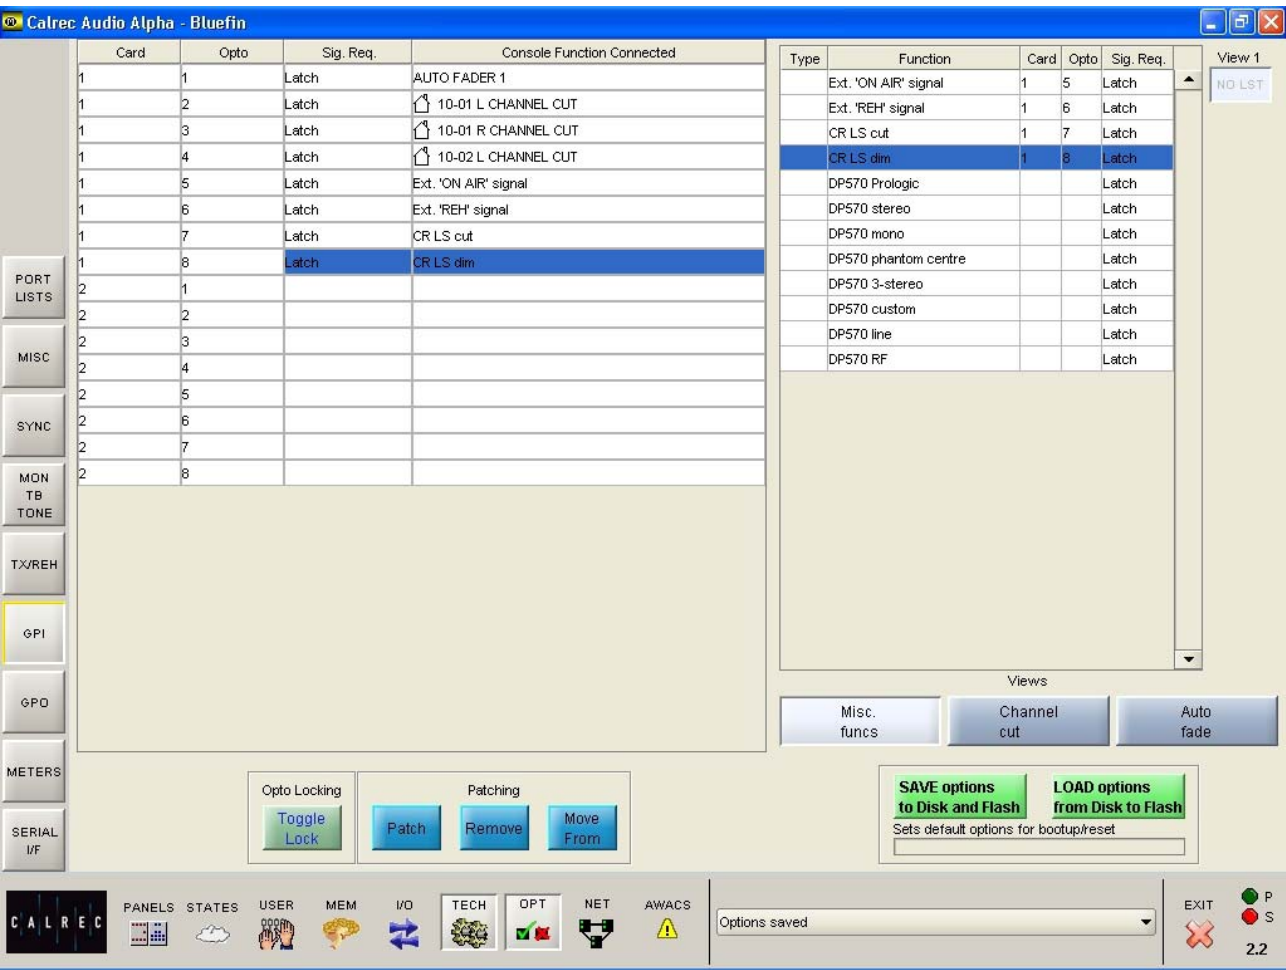 Calrec Audio Alpha - Bluefin
Card Opto Sig. Req. Console Function Connected
1 1 Latch AUTO FADER 1
1 2 Latch 10-01 L CHANNEL CUT
1 3 Latch 10-01 R CHANNEL CUT
1 4 Latch 10-02 L CHANNEL CUT
1 5 Latch Ext. 'ON AIR' signal
1 6 Latch Ext. 'REH' signal
1 7 Latch CR LS cut
1 8 Latch CR LS dim
2 1
2 2
2 3
2 4
2 5
2 6
2 7
2 8
Type Function Card Opto Sig. Req.
Ext. 'ON AIR' signal 1 5 Latch
Ext. 'REH' signal 1 6 Latch
CR LS cut 1 7 Latch
CR LS dim 1 8 Latch
DP570 Prologic Latch
DP570 stereo Latch
DP570 mono Latch
DP570 phantom centre Latch
DP570 3-stereo Latch
DP570 custom Latch
DP570 line Latch
DP570 RF Latch
View 1
NO LST
PORT
LISTS
MISC
SYNC
MON
TB
TONE
TX/REH
GPI
GPO
METERS
SERIAL
I/F
Views
Misc.
funcs
Channel
cut
Auto
fade
Opto Locking
Toggle
Lock
Patching
Patch
Remove
Move
From
SAVE options
to Disk and Flash
LOAD options
from Disk to Flash
Sets default options for bootup/reset
CALREC
PANELS STATES USER MEM I/O TECH OPT NET AWACS
Options saved
EXIT
P
S
2.2